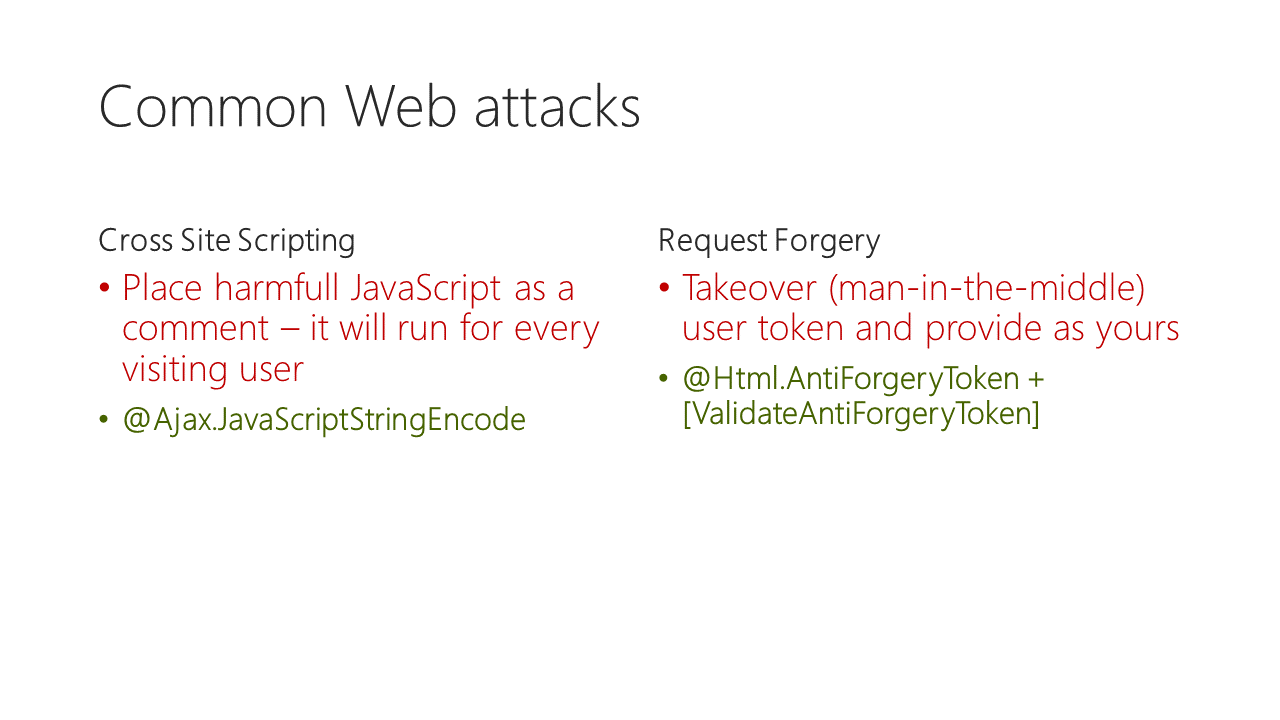 Common Web attacks
Cross Site Scripting
• Place harmfull JavaScript as a
comment – it will run for every
visiting user
• @Ajax.JavaScriptStringEncode
Request Forgery
• Takeover (man-in-the-middle)
user token and provide as yours
• @Html.AntiForgeryToken +
[ValidateAntiForgeryToken]